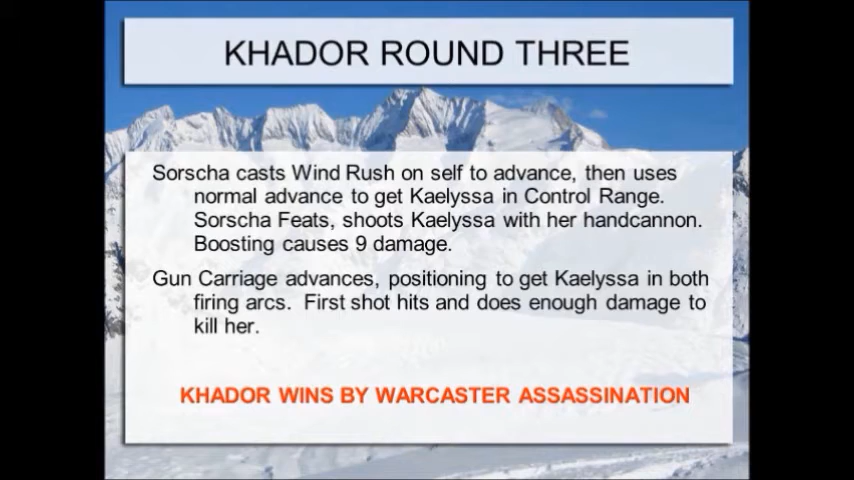 KHADOR ROUND THREE
Sorscha casts Wind Rush on self to advance, then uses
normal advance to get Kaelyssa in Control Range.
Sorscha Feats, shoots Kaelyssa with her handcannon.
Boosting causes 9 damage.
Gun Carriage advances, positioning to get Kaelyssa in both
firing arcs. First shot hits and does enough damage to
kill her.
KHADOR WINS BY WARCASTER ASSASSINATION